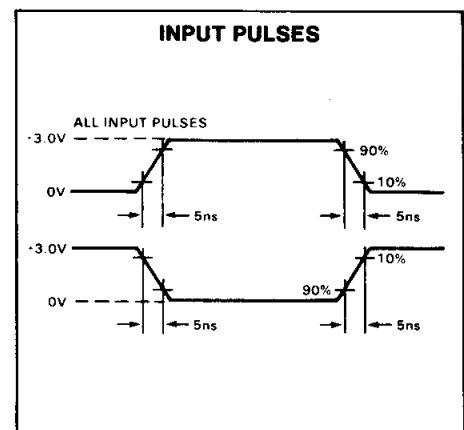 INPUT PULSES
ALL INPUT PULSES
+3.0V
90%
0V
10%
5ns
5ns
+3.0V
10%
0V
90%
5ns
5ns